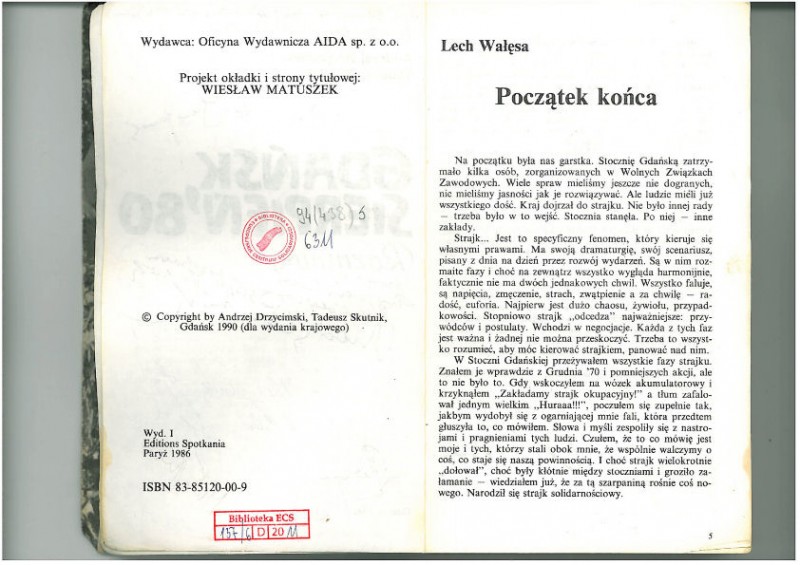 Wydawca: Oficyna Wydawnicza AIDA sp. z o.o.
Projekt okładki i strony tytułowej:
WIESŁAW MATUSZEK
94(438)5
6311
© Copyright by Andrzej Drzycimski, Tadeusz Skutnik,
Gdańsk 1990 (dla wydania krajowego)
Wyd. I
Editions Spotkania
Paryż 1986
ISBN 83-85120-00-9
Biblioteka ECS
137/6 D 2011
Lech Wałęsa
Początek końca
Na początku była nas garstka. Stocznię Gdańską zatrzy-
mało kilka osób, zorganizowanych w Wolnych Związkach
Zawodowych. Wiele spraw mieliśmy jeszcze nie dogranych,
nie mieliśmy jasności jak je rozwiązywać. Ale ludzie mieli już
wszystkiego dość. Kraj dojrzał do strajku. Nie było innej rady
— trzeba było w to wejść. Stocznia stanęła. Po niej — inne
zakłady.
Strajk... Jest to specyficzny fenomen, który kieruje się
własnymi prawami. Ma swoją dramaturgię, swój scenariusz,
pisany z dnia na dzień przez rozwój wydarzeń. Są w nim roz-
maite fazy i choć na zewnątrz wszystko wygląda harmonijnie,
faktycznie nie ma dwóch jednakowych chwil. Wszystko faluje,
są napięcia, zmęczenie, strach, zwątpienie a za chwilę — ra-
dość, euforia. Najpierw jest dużo chaosu, żywiołu, przypad-
kowości. Stopniowo strajk „odcedza" najważniejsze: przy-
wódców i postulaty. Wchodzi w negocjacje. Każda z tych faz
jest ważna i żadnej nie można przeskoczyć. Trzeba to wszyst-
ko rozumieć, aby móc kierować strajkiem, panować nad nim.
W Stoczni Gdańskiej przeżywałem wszystkie fazy strajku.
Znałem je wprawdzie z Grudnia '70 i pomniejszych akcji, ale
to nie było to. Gdy wskoczyłem na wózek akumulatorowy i
krzyknąłem „Zakładamy strajk okupacyjny!" a tłum zafalo-
wał jednym wielkim „Huraaa!!!", poczułem się zupełnie tak,
jakbym wydobył się z ogarniającej mnie fali, która przedtem
głuszyła to, co mówiłem. Słowa i myśli zespoliły się z nastro-
jami i pragnieniami tych ludzi. Czułem, że to co mówię jest
moje i tych, którzy stali obok mnie, że wspólnie walczymy o
coś, co staje się naszą powinnością. I choć strajk wielokrotnie
„dołował", choć były kłótnie między stoczniami i groziło za-
łamanie — wiedziałem już, że za tą szarpaniną rośnie coś no-
wego. Narodził się strajk solidarnościowy.
5